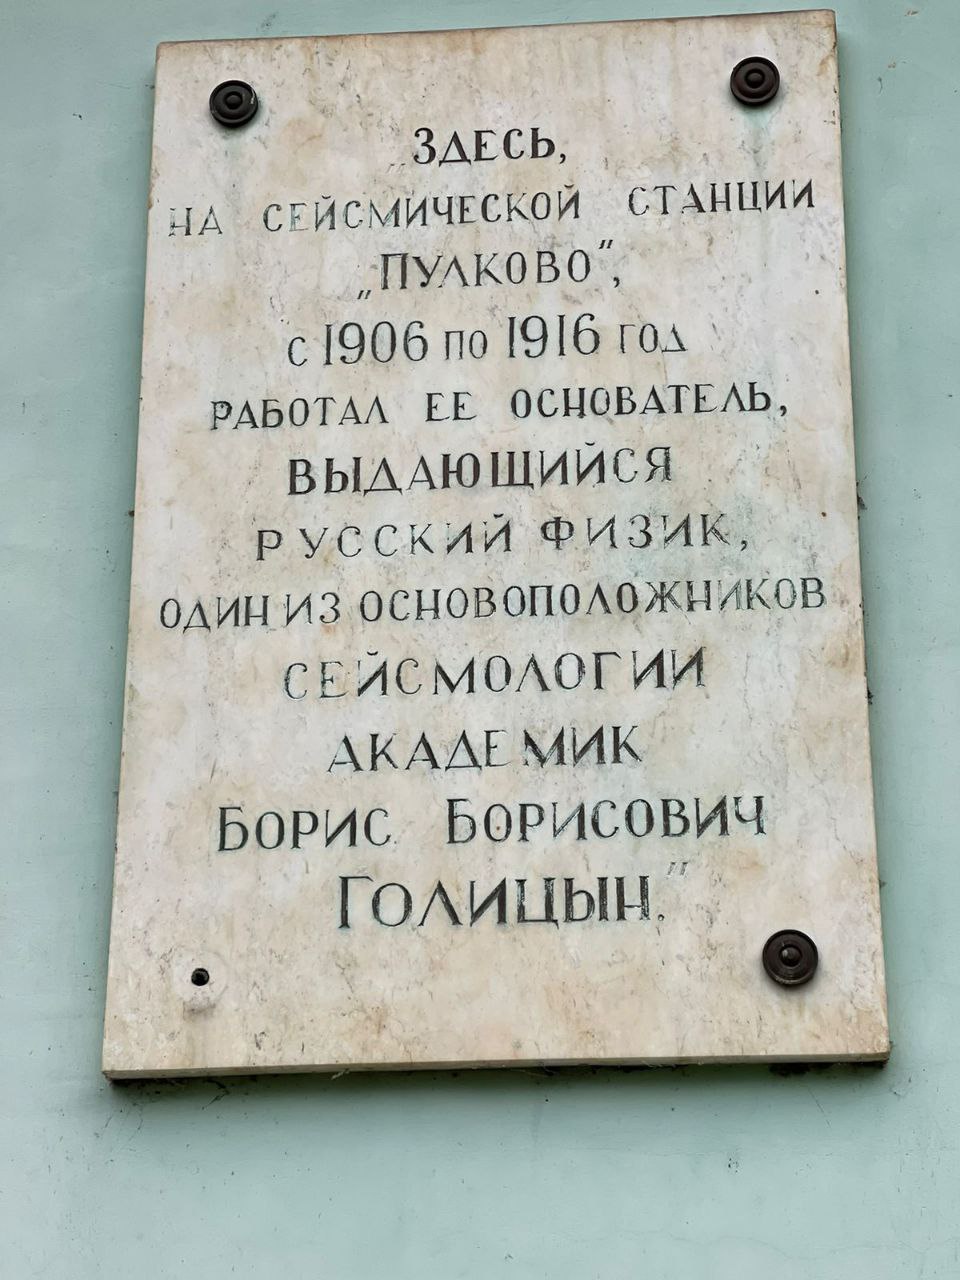 „ЗДЕСЬ,
НА СЕЙСМИЧЕСКОЙ СТАНЦИИ
„ПУЛКОВО”,
С 1906 ПО 1916 ГОД
РАБОТАЛ ЕЕ ОСНОВАТЕЛЬ,
ВЫДАЮЩИЙСЯ
РУССКИЙ ФИЗИК,
ОДИН ИЗ ОСНОВОПОЛОЖНИКОВ
СЕЙСМОЛОГИИ
АКАДЕМИК
БОРИС БОРИСОВИЧ
ГОЛИЦЫН.”